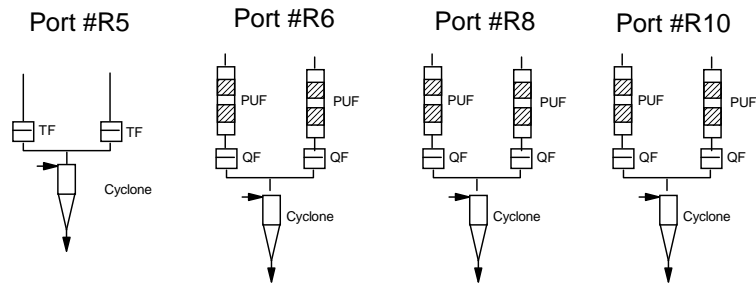 Port #R5
Port #R6
Port #R8
Port #R10
PUF
PUF
PUF
PUF
PUF
PUF
TF
TF
QF
QF
QF
QF
QF
QF
Cyclone
Cyclone
Cyclone
Cyclone